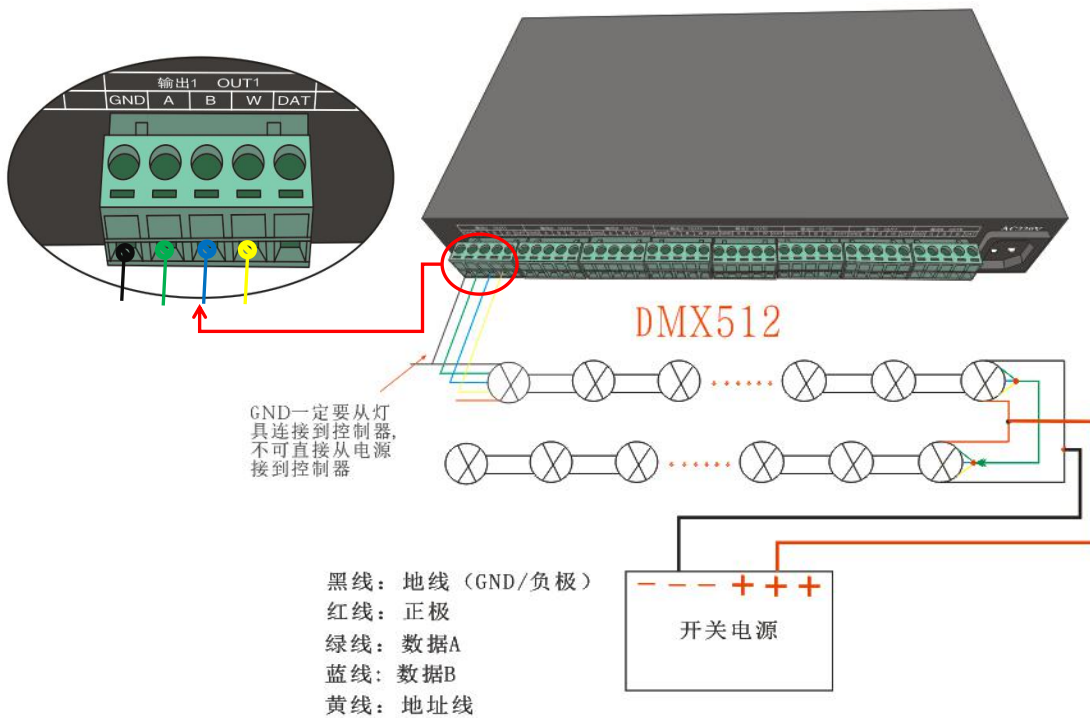 输出1 OUT1
GND A B W DAT
AC220V
DMX512
GND一定要从灯
具连接到控制器,
不可直接从电源
接到控制器
− − − + + +
开关电源
黑线：地线（GND/负极）
红线：正极
绿线：数据A
蓝线：数据B
黄线：地址线